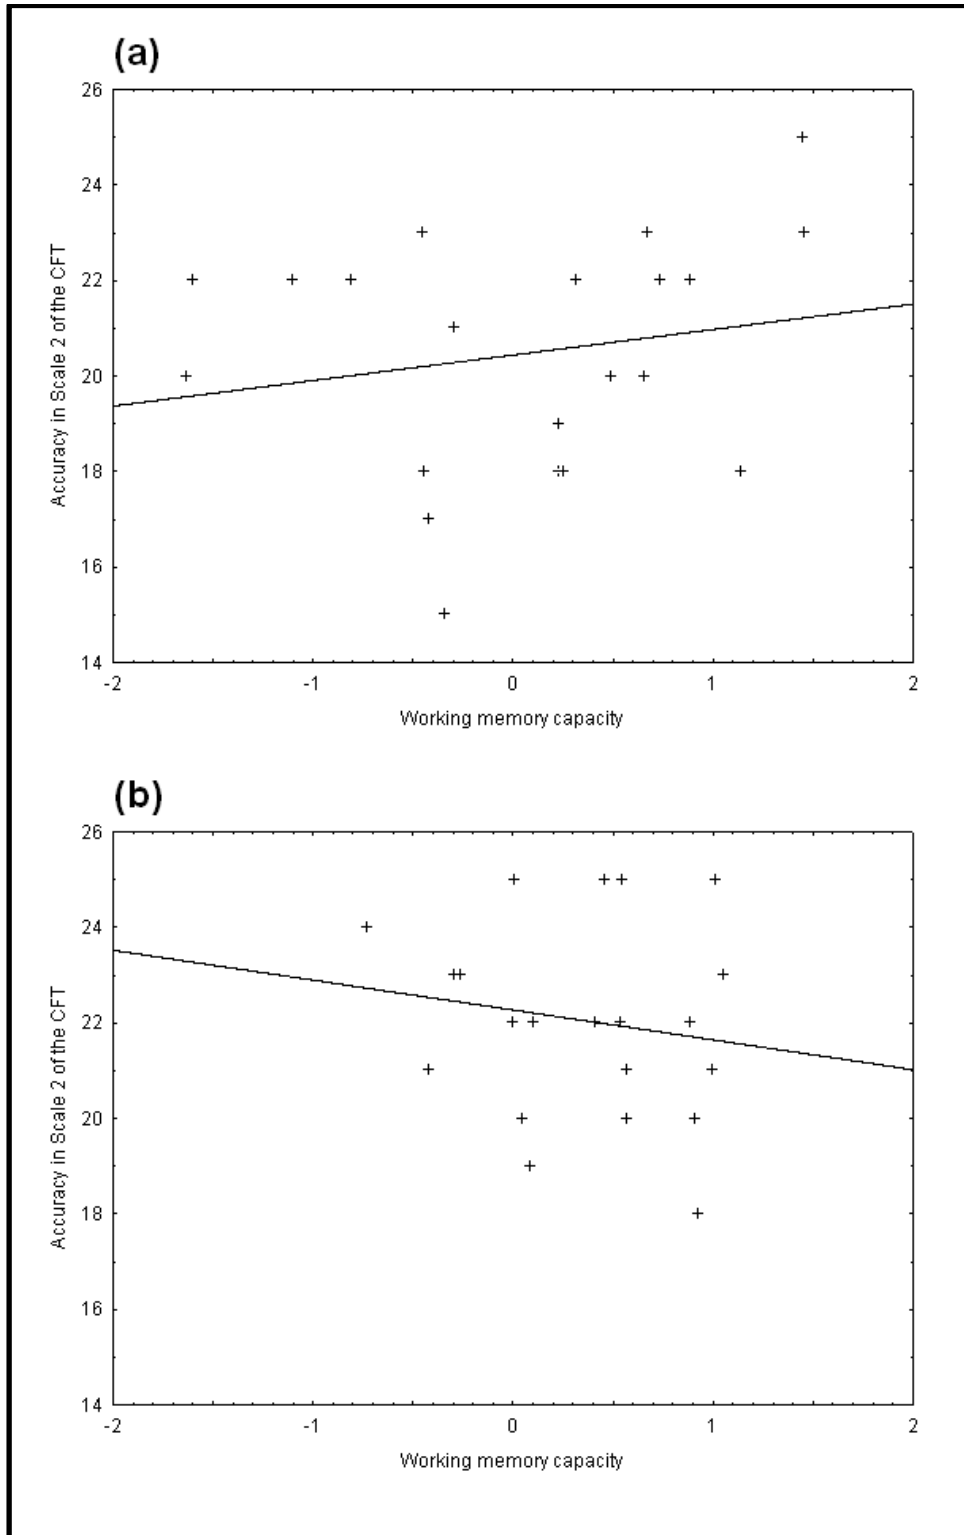 (a)
26
24
22
20
18
16
14
Accuracy in Scale 2 of the CFT
-2 -1 0 1 2
Working memory capacity
(b)
26
24
22
20
18
16
14
Accuracy in Scale 2 of the CFT
-2 -1 0 1 2
Working memory capacity